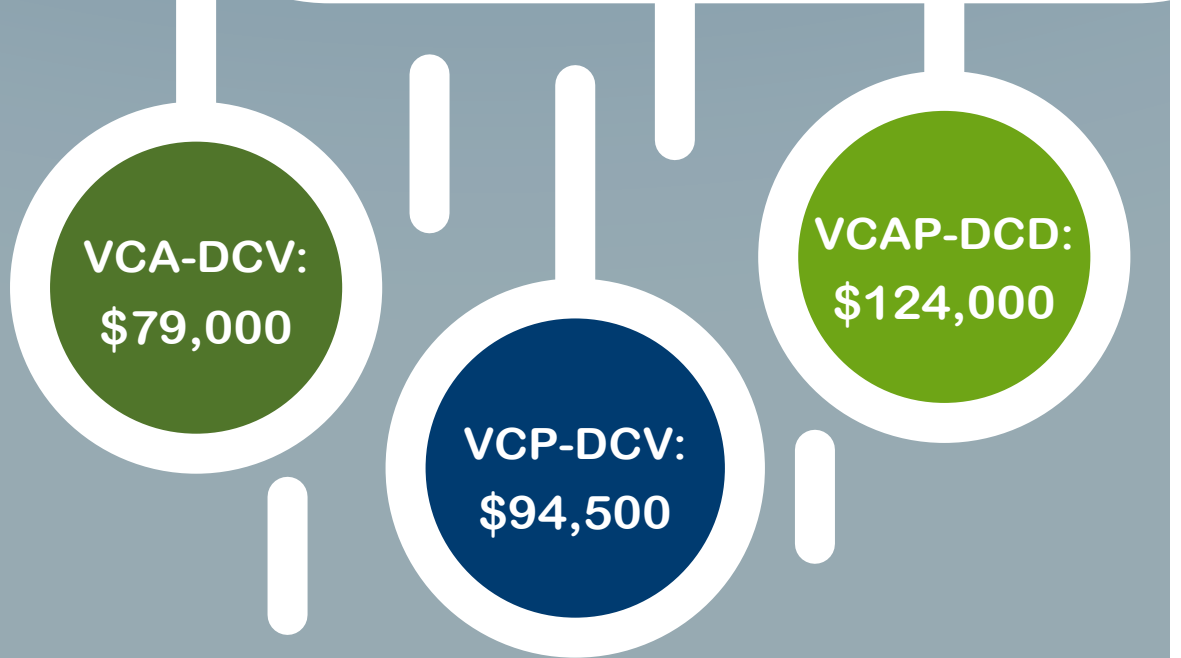 VCA-DCV:
$79,000
VCP-DCV:
$94,500
VCAP-DCD:
$124,000